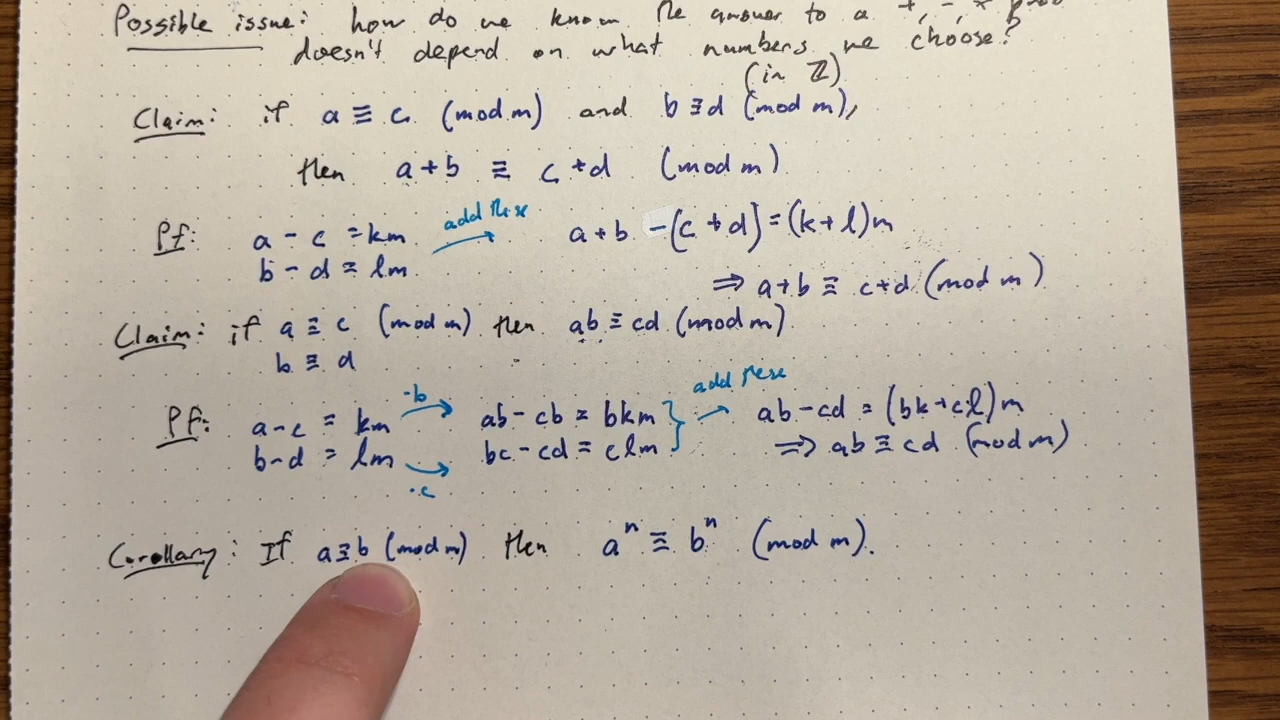 Possible issue: how do we know the answer to a +, -, *
doesn't depend on what numbers we choose?
(in ℤ)
Claim: if a ≡ c (mod m) and b ≡ d (mod m),
then a + b ≡ c + d (mod m)
Pf: a - c = km add these a + b - (c + d) = (k + l)m
b - d = lm
⇒ a + b ≡ c + d (mod m)
Claim: if a ≡ c (mod m) then ab ≡ cd (mod m)
b ≡ d
add these
Pf: a - c = km ·b ab - cb = bkm ab - cd = (bk + cl)m
b - d = lm bc - cd = clm ⇒ ab ≡ cd (mod m)
·c
Corollary: If a ≡ b (mod m) then aⁿ ≡ bⁿ (mod m).